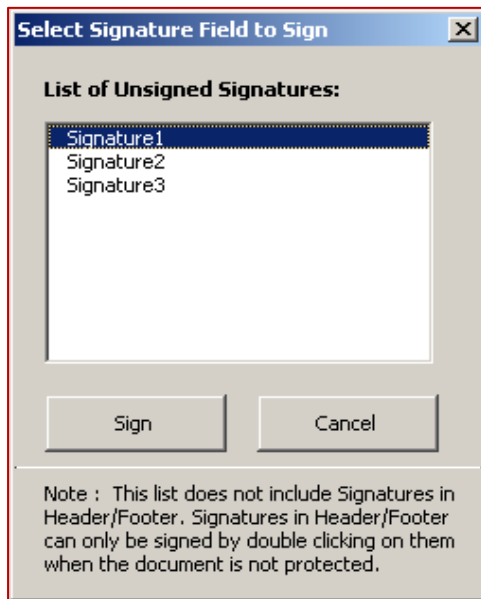 Select Signature Field to Sign
List of Unsigned Signatures:
Signature1
Signature2
Signature3
Sign Cancel
Note : This list does not include Signatures in
Header/Footer. Signatures in Header/Footer
can only be signed by double clicking on them
when the document is not protected.